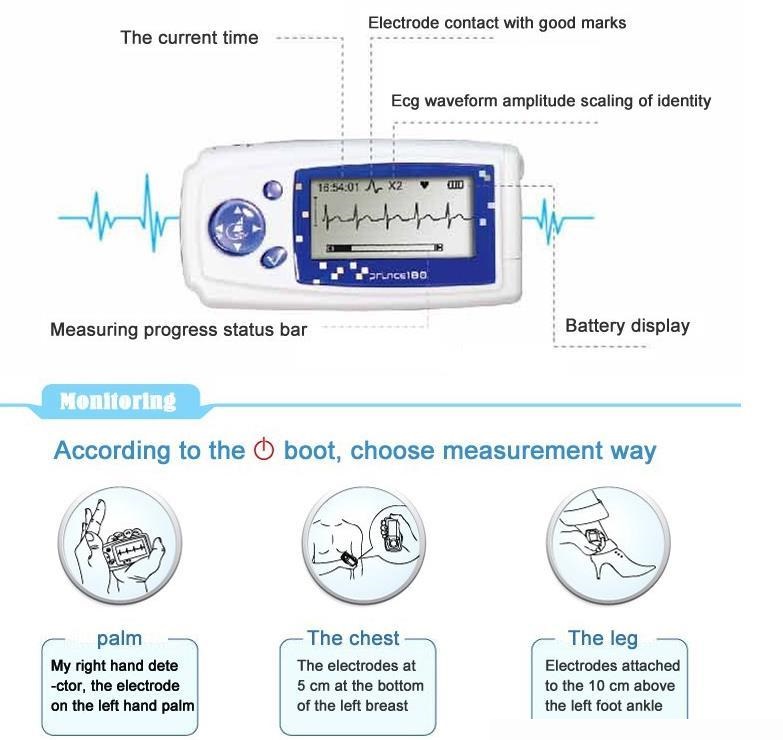 Electrode contact with good marks
The current time
Ecg waveform amplitude scaling of identity
16:54:01 X2
prince180
Measuring progress status bar
Battery display
Monitoring
According to the boot, choose measurement way
palm
My right hand dete
-ctor, the electrode
on the left hand palm
The chest
The electrodes at
5 cm at the bottom
of the left breast
The leg
Electrodes attached
to the 10 cm above
the left foot ankle